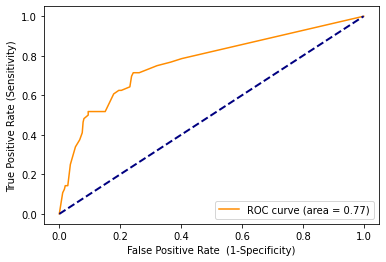 1.0
0.8
0.6
0.4
0.2
0.0
True Positive Rate (Sensitivity)
ROC curve (area = 0.77)
0.0 0.2 0.4 0.6 0.8 1.0
False Positive Rate  (1-Specificity)